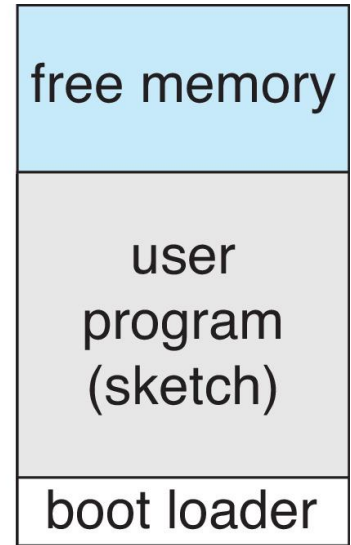 free memory
user
program
(sketch)
boot loader